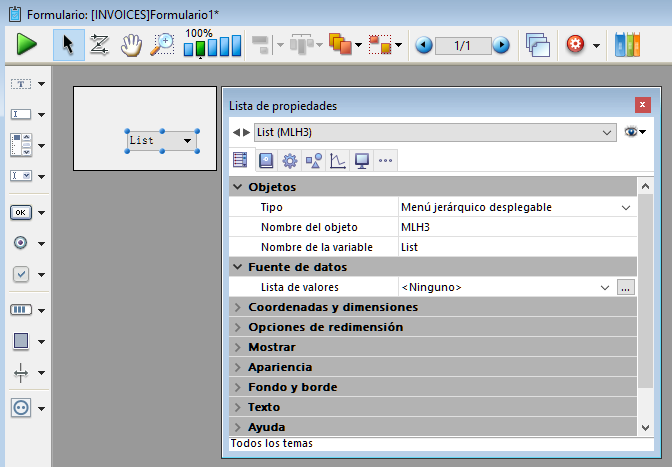 Formulario: [INVOICES]Formulario1*
100%
1/1
List
Lista de propiedades
x
List (MLH3)
Objetos
Tipo Menú jerárquico desplegable
Nombre del objeto MLH3
Nombre de la variable List
Fuente de datos
Lista de valores <Ninguno> ...
Coordenadas y dimensiones
Opciones de redimensión
Mostrar
Apariencia
Fondo y borde
Texto
Ayuda
Todos los temas
T
OK